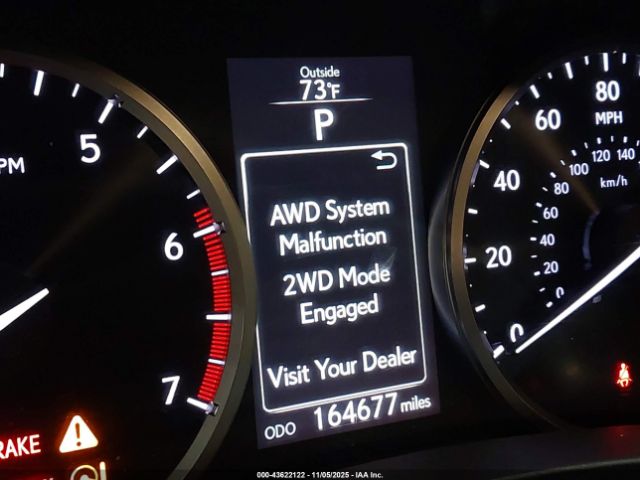 Outside
73°F
P
AWD System
Malfunction
2WD Mode
Engaged
Visit Your Dealer
ODO 164677 miles
5
6
7
PM
RAKE
0
20
40
60
80
MPH
0
20
40
60
80
100
120
140
km/h
000-43622122 - 11/05/2025 - IAA Inc.